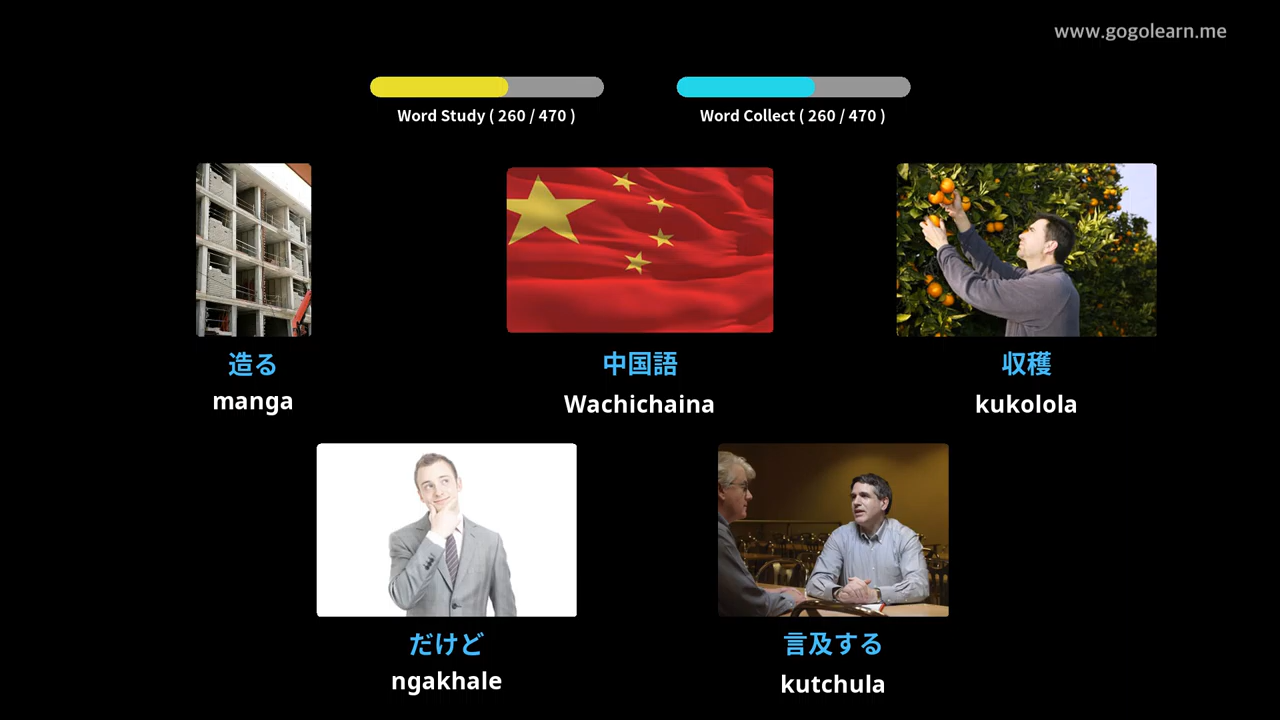 www.gogolearn.me
Word Study ( 260 / 470 )
Word Collect ( 260 / 470 )
造る
manga
中国語
Wachichaina
収穫
kukolola
だけど
ngakhale
言及する
kutchula